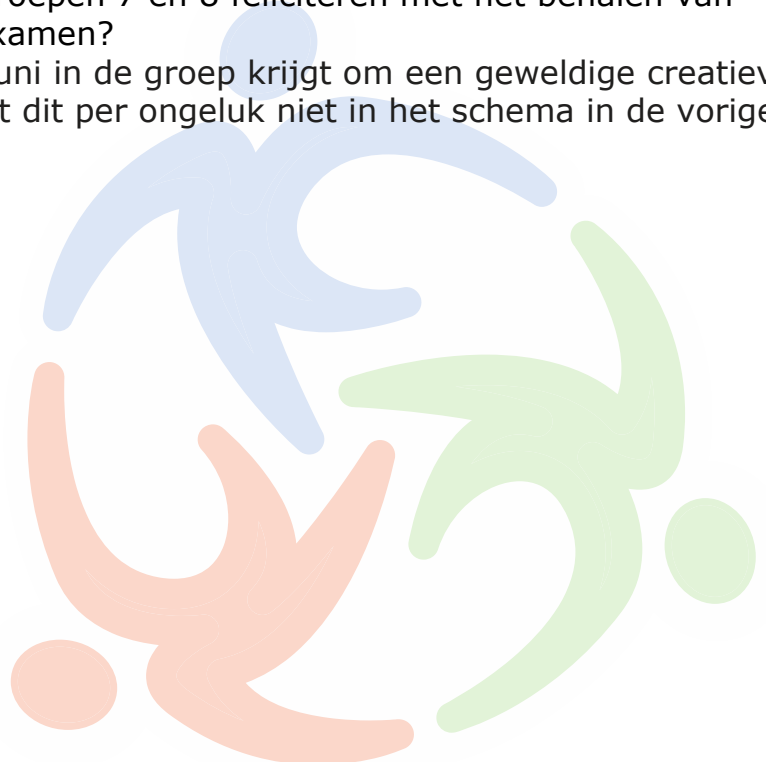 oepen 7 en 8 feliciteren met het behalen van
xamen?
uni in de groep krijgt om een geweldige creatiev
t dit per ongeluk niet in het schema in de vorige